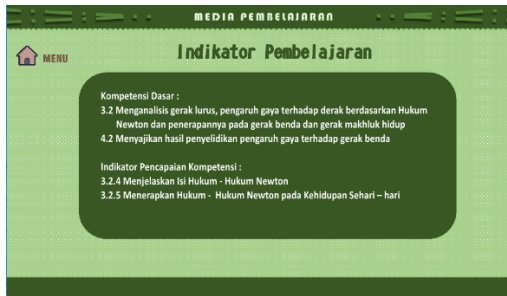 MEDIA PEMBELAJARAN
MENU
Indikator Pembelajaran
Kompetensi Dasar :
3.2 Menganalisis gerak lurus, pengaruh gaya terhadap derak berdasarkan Hukum
Newton dan penerapannya pada gerak benda dan gerak makhluk hidup
4.2 Menyajikan hasil penyelidikan pengaruh gaya terhadap gerak benda
Indikator Pencapaian Kompetensi :
3.2.4 Menjelaskan Isi Hukum - Hukum Newton
3.2.5 Menerapkan Hukum - Hukum Newton pada Kehidupan Sehari – hari